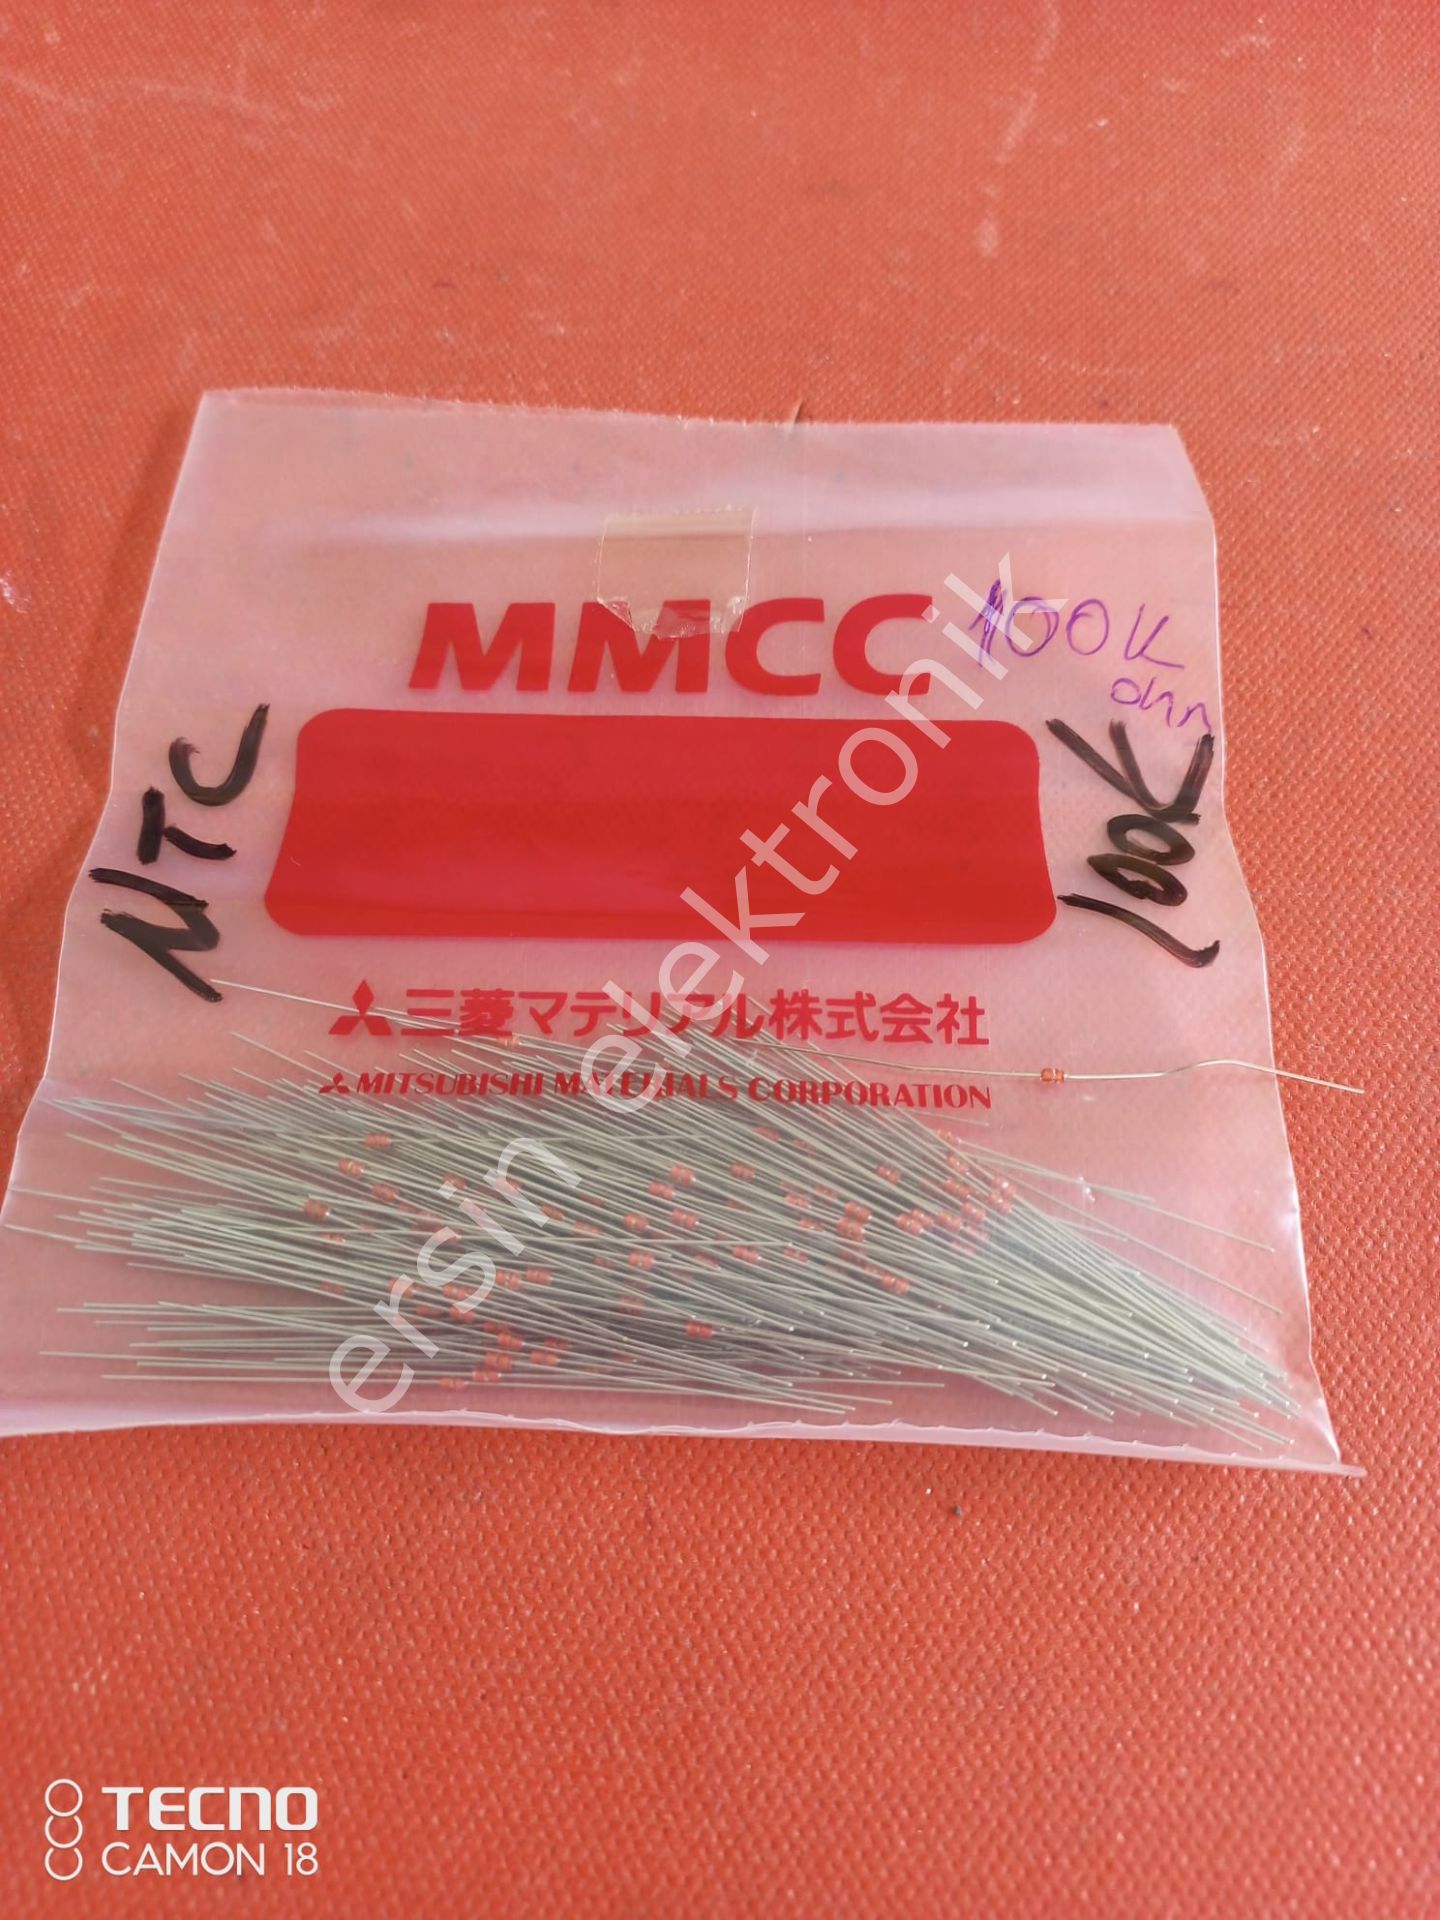 MMCC
100K
ohm
NTC
100K
三菱マテリアル株式会社
MITSUBISHI MATERIALS CORPORATION
ersin elektronik
TECNO
CAMON 18